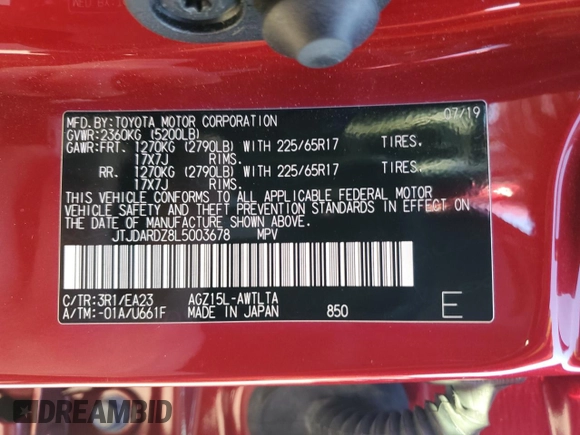 MFD.BY:TOYOTA MOTOR CORPORATION 07/19
GVWR:2360KG (5200LB)
GAWR:FRT. 1270KG (2790LB) WITH 225/65R17 TIRES.
17X7J RIMS.
RR. 1270KG (2790LB) WITH 225/65R17 TIRES.
17X7J RIMS.
THIS VEHICLE CONFORMS TO ALL APPLICABLE FEDERAL MOTOR
VEHICLE SAFETY AND THEFT PREVENTION STANDARDS IN EFFECT ON
THE DATE OF MANUFACTURE SHOWN ABOVE.
JTJDARDZ8L5003678 MPV
C/TR:3R1/EA23 AGZ15L-AWTLTA
A/TM:-01A/U661F MADE IN JAPAN 850 E
DREAMBID